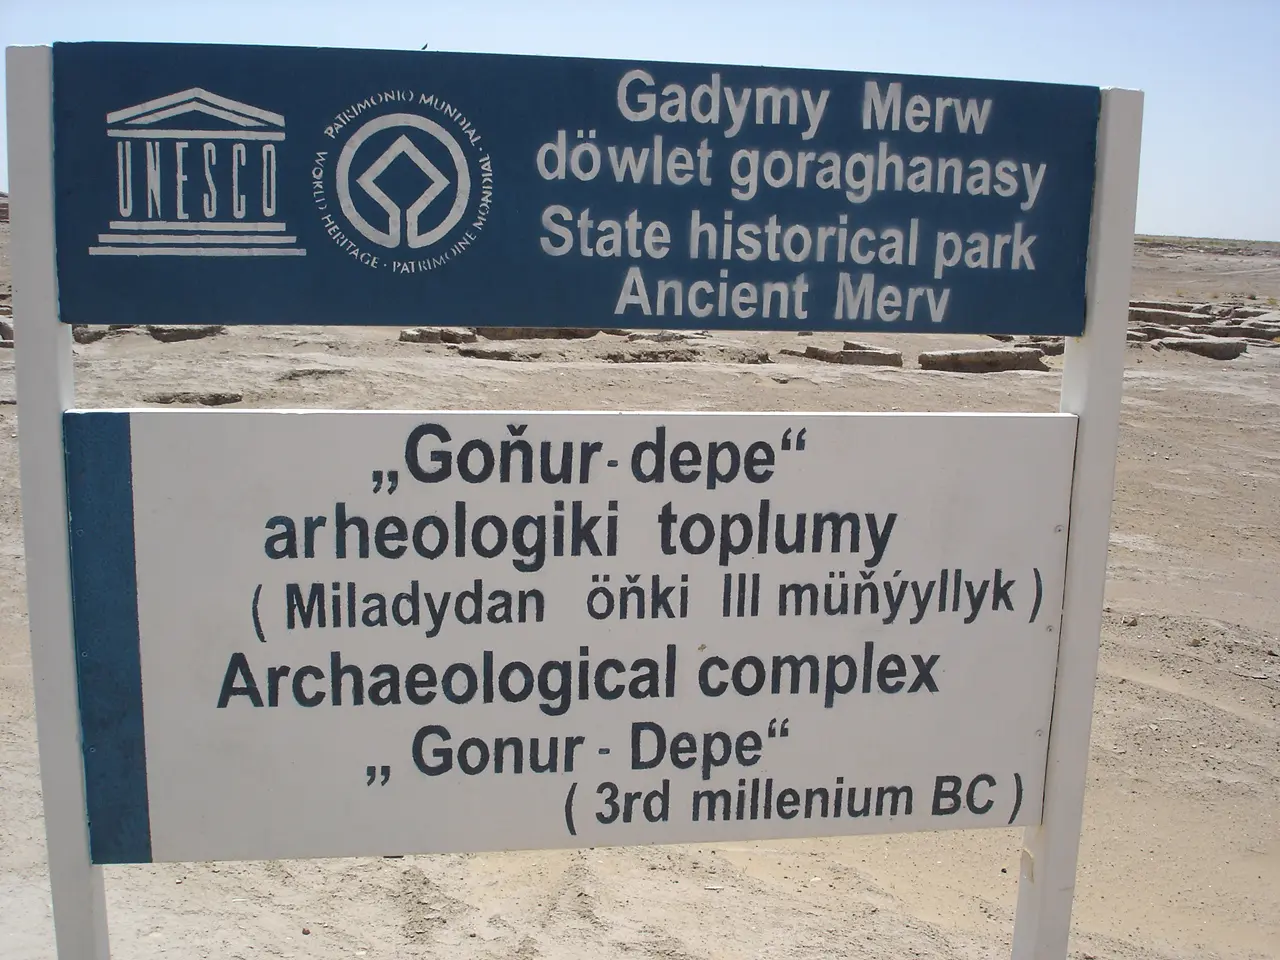 UNESCO
PATRIMONIO MUNDIAL · WORLD HERITAGE · PATRIMOINE MONDIAL ·
Gadymy Merw
döwlet goraghanasy
State historical park
Ancient Merv
„Goňur-depe“
arheologiki toplumy
( Miladydan öňki III müňýyllyk )
Archaeological complex
„ Gonur - Depe“
( 3rd millenium BC )